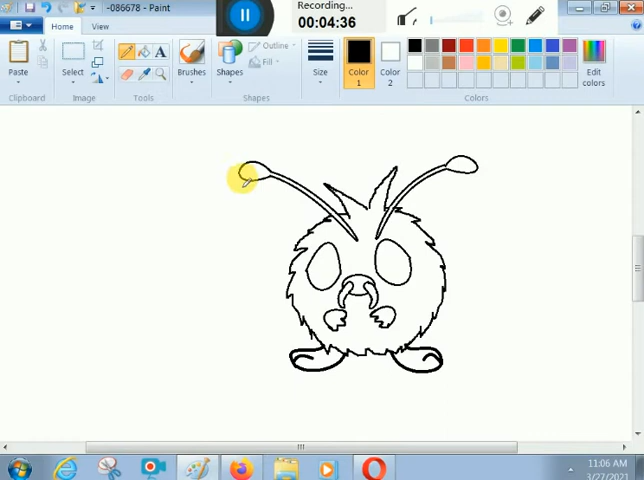 -086678 - Paint
Recording...
00:04:36
Home
View
Paste
Select
Brushes
Shapes
Outline
Fill
Size
Color
1
Color
2
Edit
colors
Clipboard
Image
Tools
Shapes
Colors
A
11:06 AM
3/27/2021